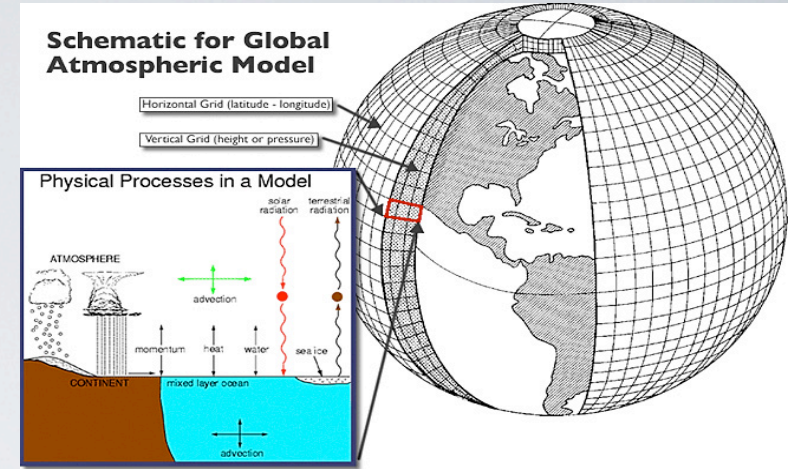 Schematic for Global
Atmospheric Model
Horizontal Grid (latitude - longitude)
Vertical Grid (height or pressure)
Physical Processes in a Model
solar
radiation
terrestrial
radiation
ATMOSPHERE
advection
momentum
heat
water
sea ice
CONTINENT
mixed layer ocean
advection